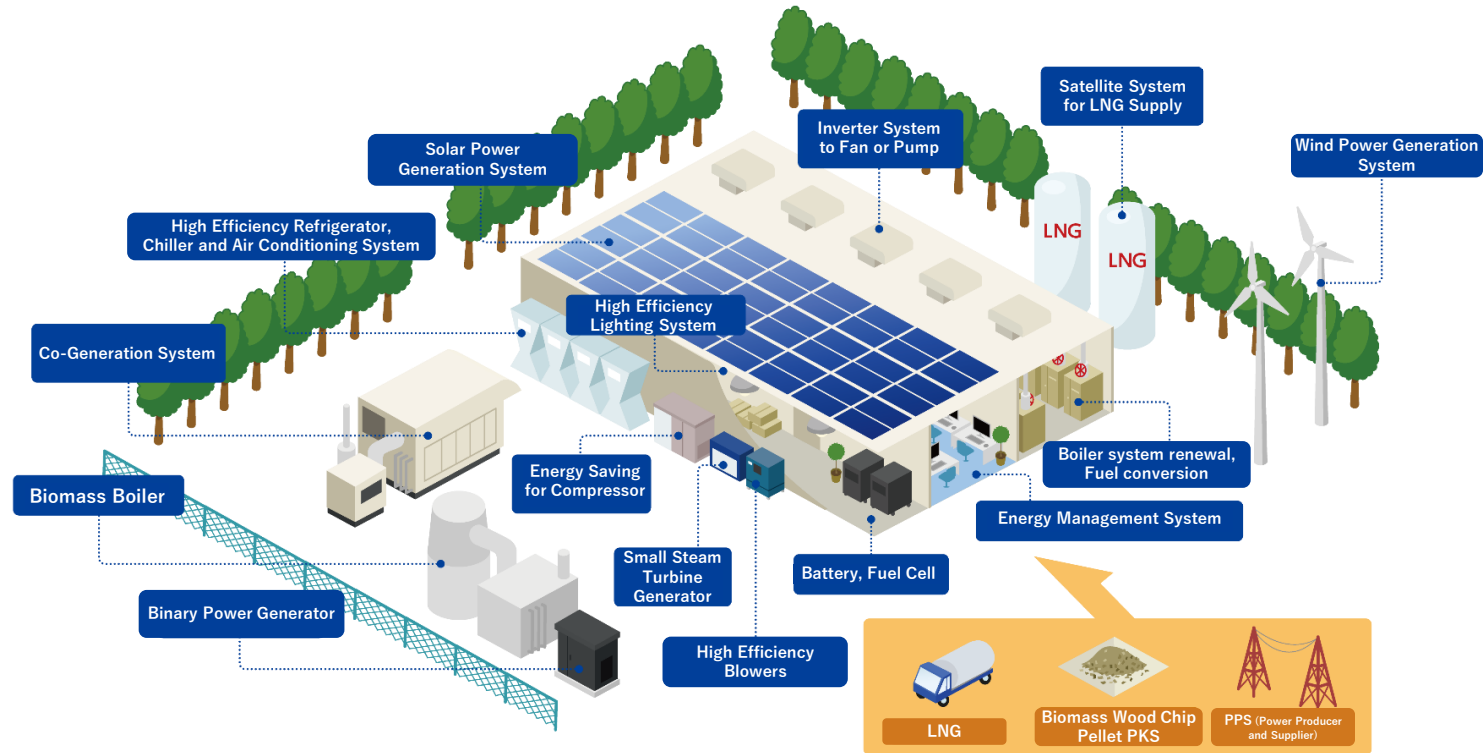 Satellite System
for LNG Supply
Inverter System
to Fan or Pump
Wind Power Generation
System
Solar Power
Generation System
High Efficiency Refrigerator,
Chiller and Air Conditioning System
LNG
LNG
High Efficiency
Lighting System
Co-Generation System
Boiler system renewal,
Fuel conversion
Energy Saving
for Compressor
Biomass Boiler
Energy Management System
Small Steam
Turbine
Generator
Battery, Fuel Cell
Binary Power Generator
High Efficiency
Blowers
LNG
Biomass Wood Chip
Pellet PKS
PPS (Power Producer
and Supplier)